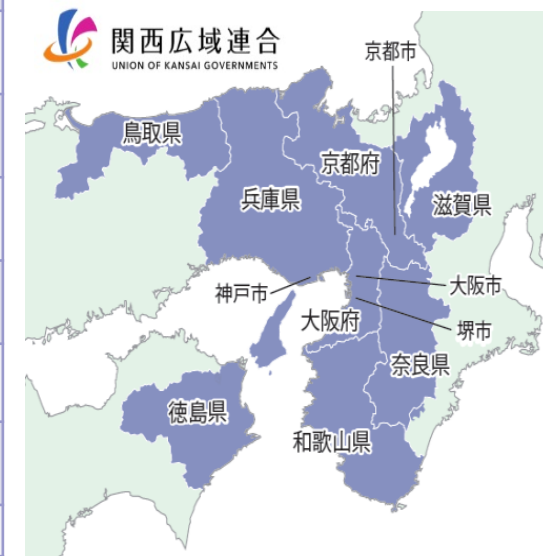 関西広域連合
UNION OF KANSAI GOVERNMENTS
京都市
鳥取県
京都府
兵庫県
滋賀県
神戸市
大阪市
大阪府
堺市
奈良県
徳島県
和歌山県